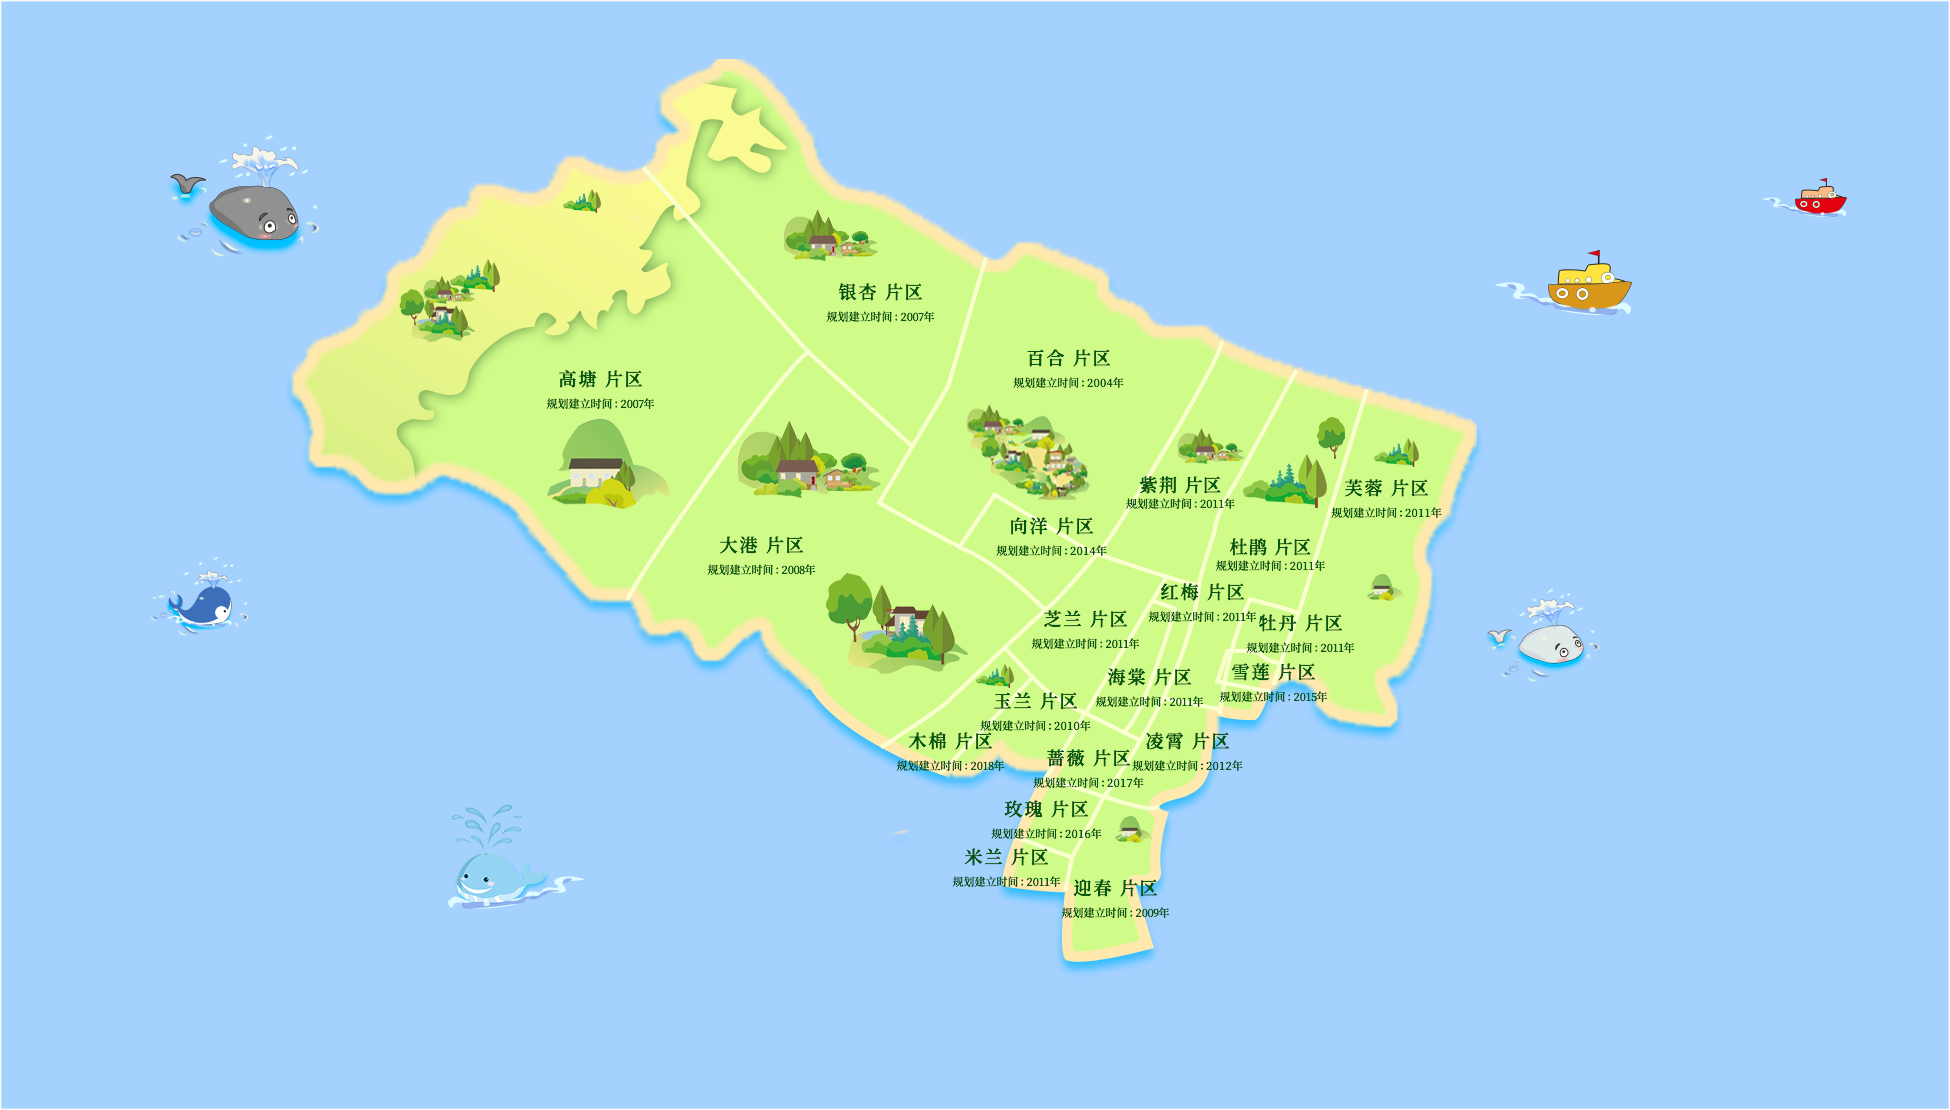 银杏 片区
规划建立时间 : 2007年
百合 片区
规划建立时间 : 2004年
高塘 片区
规划建立时间 : 2007年
紫荆 片区
规划建立时间 : 2011年
芙蓉 片区
规划建立时间 : 2011年
向洋 片区
规划建立时间 : 2014年
大港 片区
规划建立时间 : 2008年
杜鹃 片区
规划建立时间 : 2011年
红梅 片区
规划建立时间 : 2011年
芝兰 片区
规划建立时间 : 2011年
牡丹 片区
规划建立时间 : 2011年
海棠 片区
规划建立时间 : 2011年
雪莲 片区
规划建立时间 : 2015年
玉兰 片区
规划建立时间 : 2010年
木棉 片区
规划建立时间 : 2018年
凌霄 片区
规划建立时间 : 2012年
蔷薇 片区
规划建立时间 : 2017年
玫瑰 片区
规划建立时间 : 2016年
米兰 片区
规划建立时间 : 2011年
迎春 片区
规划建立时间 : 2009年